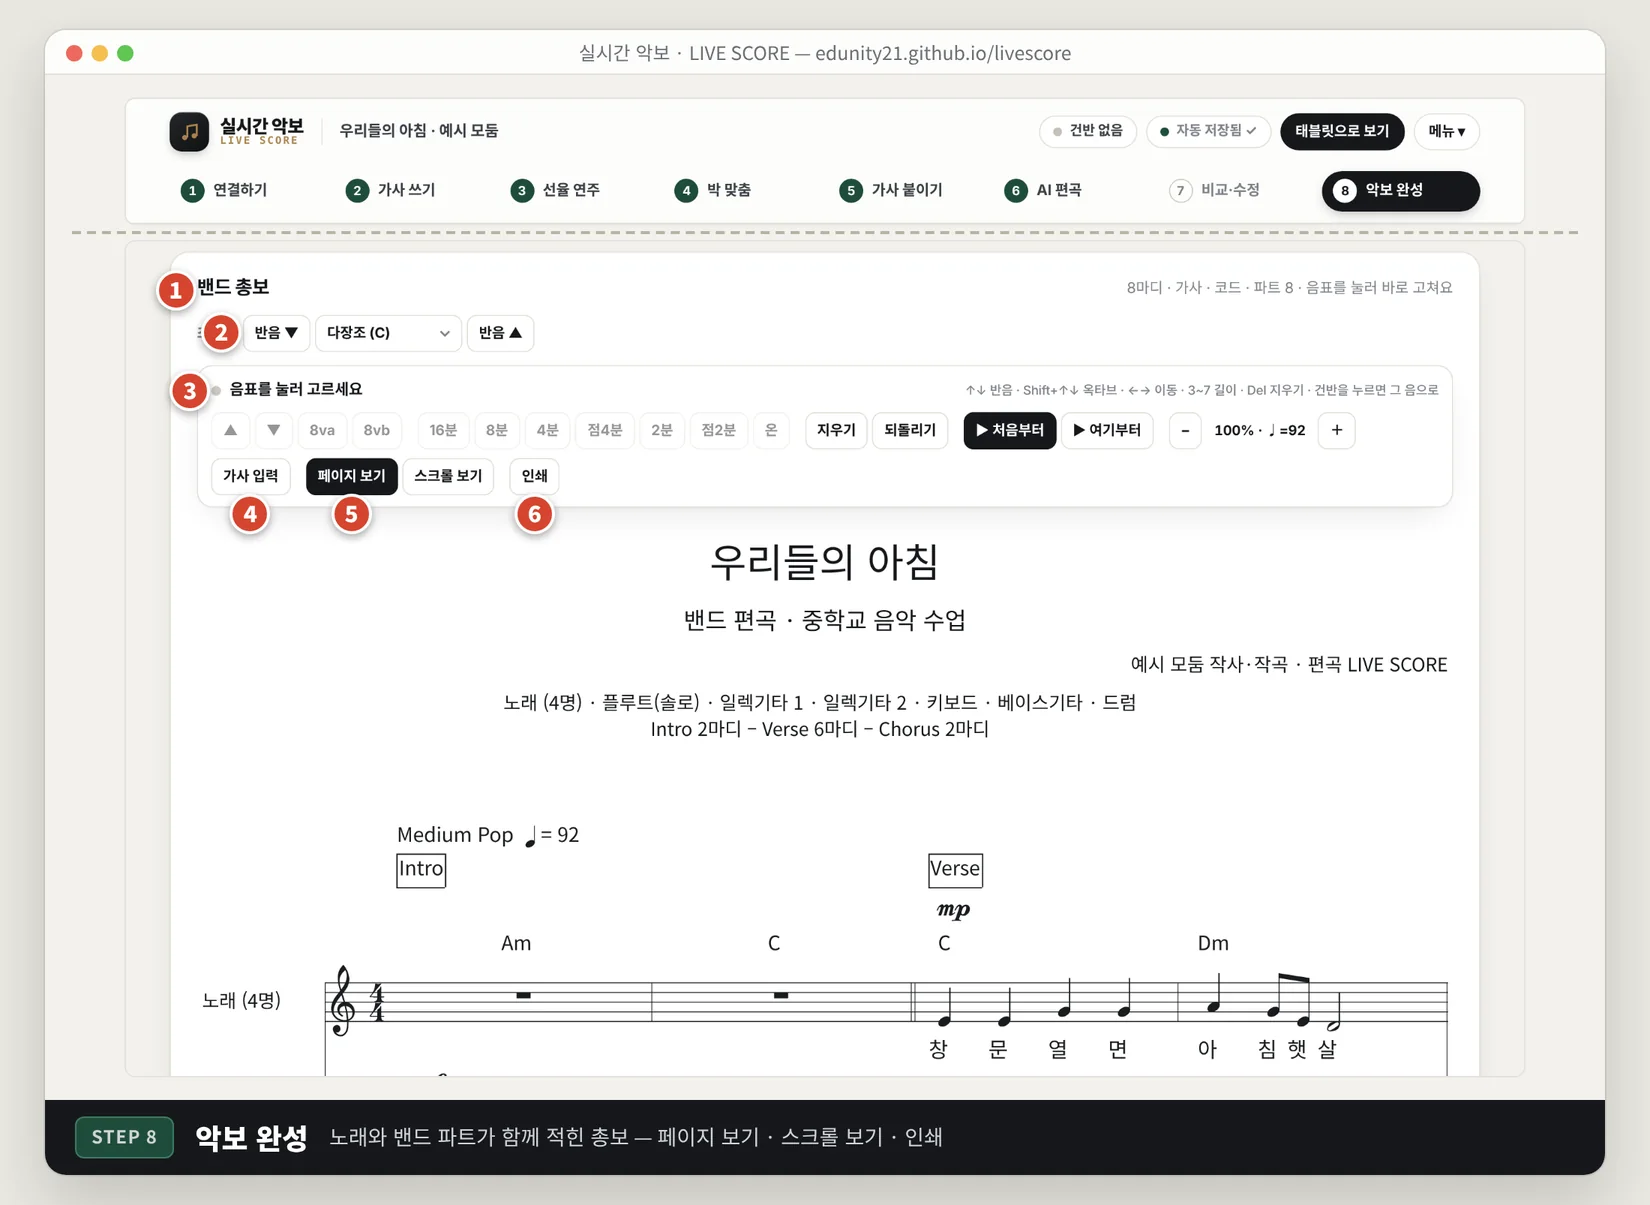 실시간 악보 · LIVE SCORE — edunity21.github.io/livescore
실시간 악보
LIVE SCORE
우리들의 아침 · 예시 모둠
건반 없음
자동 저장됨 ✓
태블릿으로 보기
메뉴 ▾
1 연결하기
2 가사 쓰기
3 선율 연주
4 박 맞춤
5 가사 붙이기
6 AI 편곡
7 비교·수정
8 악보 완성
1 밴드 총보
8마디 · 가사 · 코드 · 파트 8 · 음표를 눌러 바로 고쳐요
2 반음 ▼ 다장조 (C) 반음 ▲
3 음표를 눌러 고르세요
↑↓ 반음 · Shift+↑↓ 옥타브 · ←→ 이동 · 3~7 길이 · Del 지우기 · 건반을 누르면 그 음으로
▲ ▼ 8va 8vb 16분 8분 4분 점4분 2분 점2분 온 지우기 되돌리기 ▶ 처음부터 ▶ 여기부터 − 100% · ♩=92 +
가사 입력 페이지 보기 스크롤 보기 인쇄
4 5 6
우리들의 아침
밴드 편곡 · 중학교 음악 수업
예시 모둠 작사·작곡 · 편곡 LIVE SCORE
노래 (4명) · 플루트(솔로) · 일렉기타 1 · 일렉기타 2 · 키보드 · 베이스기타 · 드럼
Intro 2마디 – Verse 6마디 – Chorus 2마디
Medium Pop ♩= 92
Intro Verse
mp
Am C C Dm
노래 (4명)
4
4
창 문 열 면 아 침 햇 살
STEP 8 악보 완성 노래와 밴드 파트가 함께 적힌 총보 — 페이지 보기 · 스크롤 보기 · 인쇄